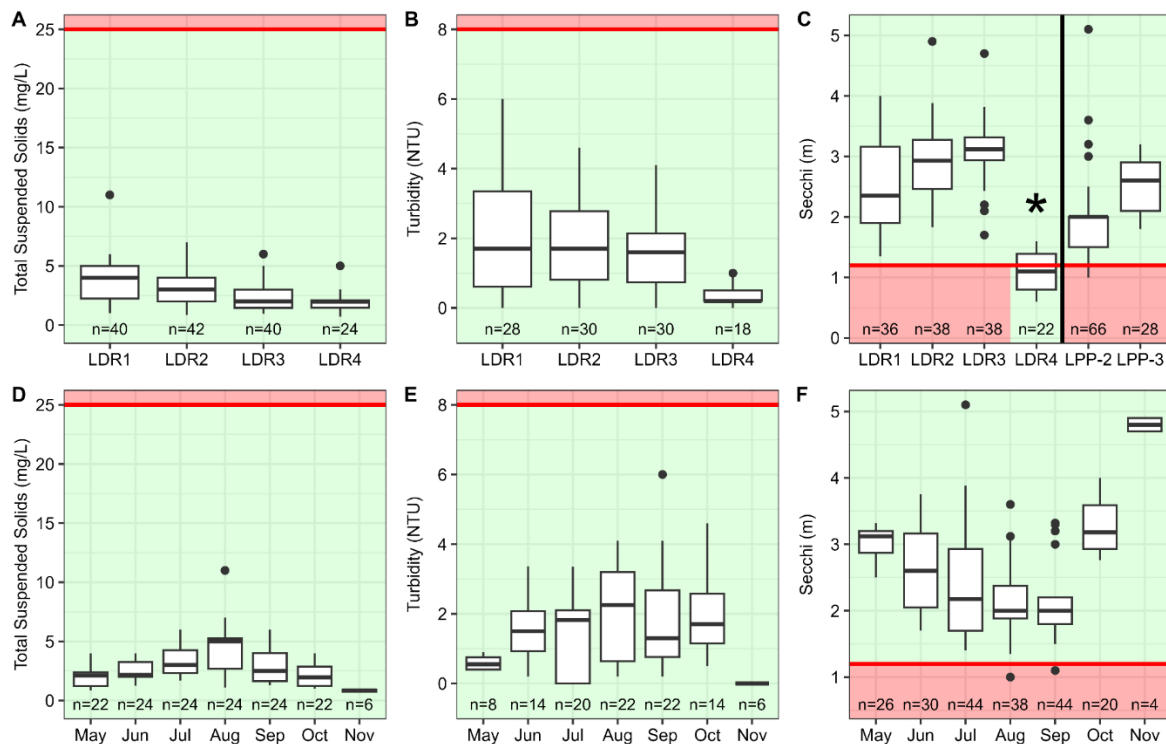 A
Total Suspended Solids (mg/L)
25
20
15
10
5
0
n=40 n=42 n=40 n=24
LDR1 LDR2 LDR3 LDR4
B
Turbidity (NTU)
8
6
4
2
0
n=28 n=30 n=30 n=18
LDR1 LDR2 LDR3 LDR4
C
Secchi (m)
5
4
3
2
1
0
*
n=36 n=38 n=38 n=22 n=66 n=28
LDR1 LDR2 LDR3 LDR4 LPP-2 LPP-3
D
Total Suspended Solids (mg/L)
25
20
15
10
5
0
n=22 n=24 n=24 n=24 n=24 n=22 n=6
May Jun Jul Aug Sep Oct Nov
E
Turbidity (NTU)
8
6
4
2
0
n=8 n=14 n=20 n=22 n=22 n=14 n=6
May Jun Jul Aug Sep Oct Nov
F
Secchi (m)
5
4
3
2
1
n=26 n=30 n=44 n=38 n=44 n=20 n=4
May Jun Jul Aug Sep Oct Nov